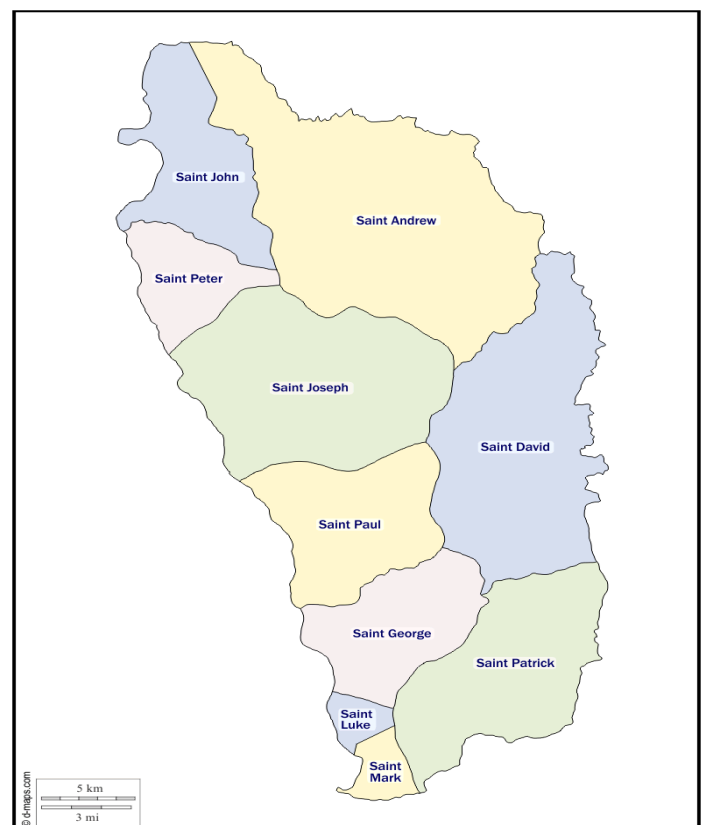 Saint John
Saint Andrew
Saint Peter
Saint Joseph
Saint David
Saint Paul
Saint George
Saint Patrick
Saint
Luke
Saint
Mark
5 km
3 mi
© d-maps.com